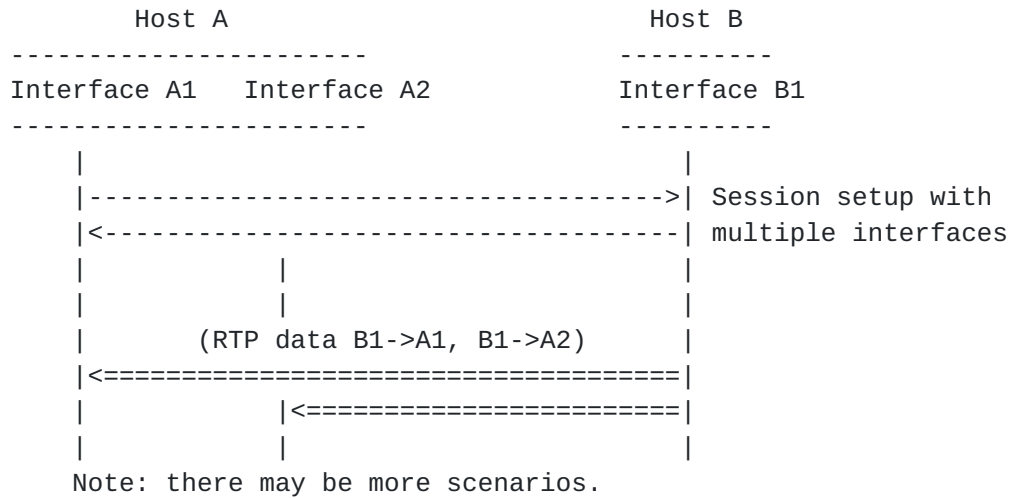 Host A                           Host B
-----------------------                ----------
Interface A1   Interface A2            Interface B1
-----------------------                ----------
|                                      |
|------------------------------------->| Session setup with
|<-------------------------------------| multiple interfaces
|            |                         |
|            |                         |
|       (RTP data B1->A1, B1->A2)      |
|<=====================================|
|            |<========================|
|            |                         |
Note: there may be more scenarios.